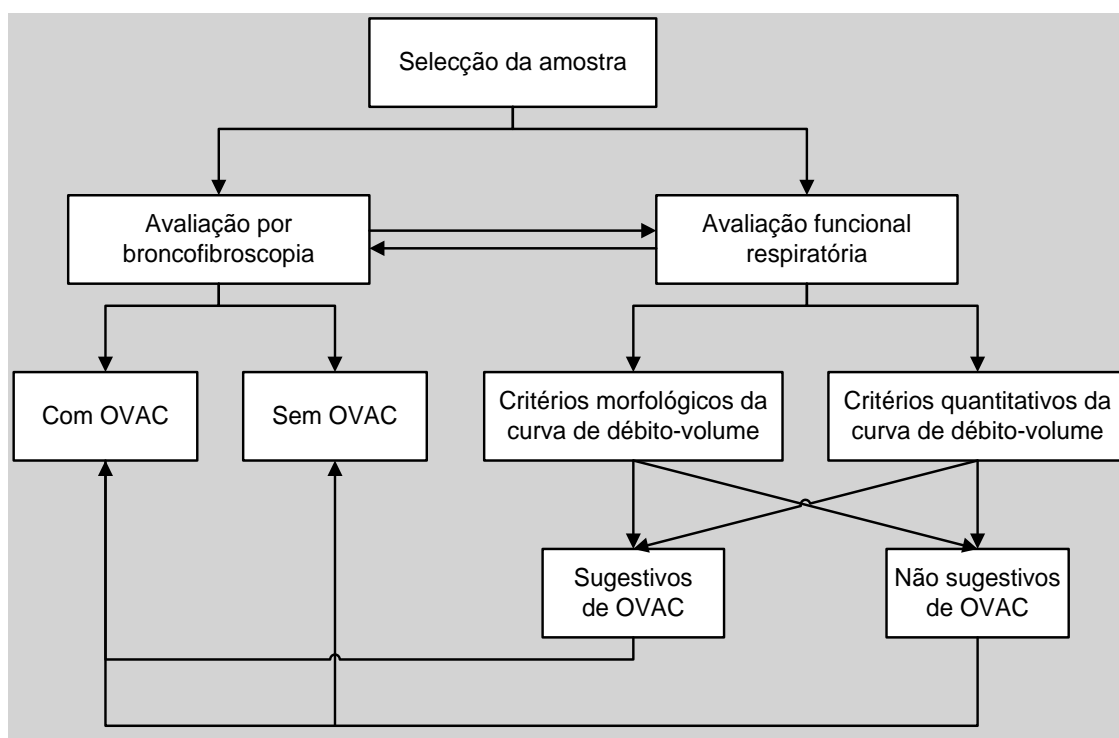 Selecção da amostra
Avaliação por
broncofibroscopia
Avaliação funcional
respiratória
Com OVAC
Sem OVAC
Critérios morfológicos da
curva de débito-volume
Critérios quantitativos da
curva de débito-volume
Sugestivos
de OVAC
Não sugestivos
de OVAC